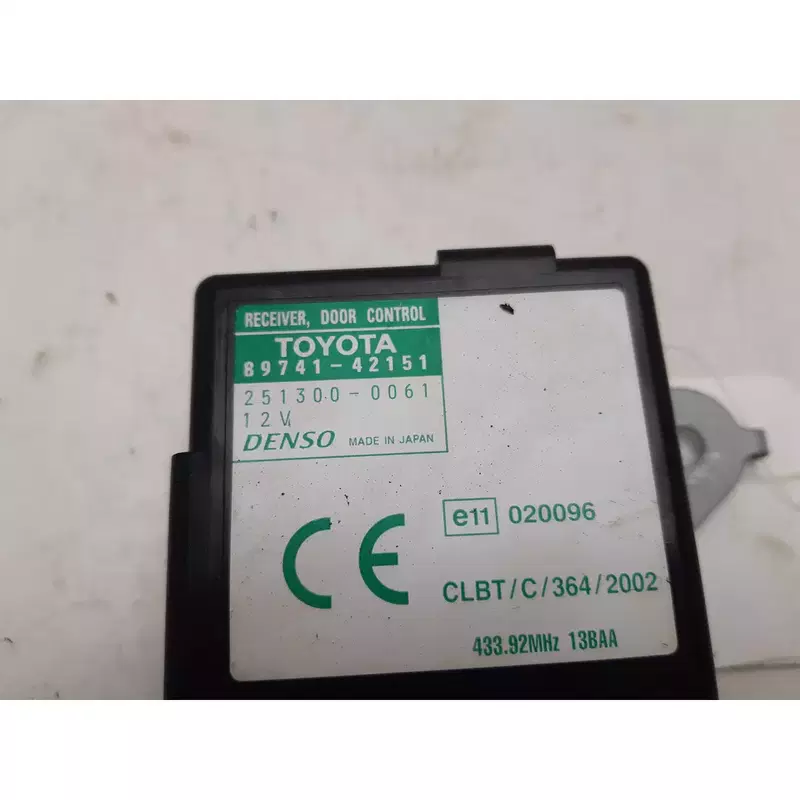 RECEIVER, DOOR CONTROL
TOYOTA
89741-42151
251300-0061
12V
DENSO MADE IN JAPAN
CE
e11 020096
CLBT/C/364/2002
433.92MHz 13BAA